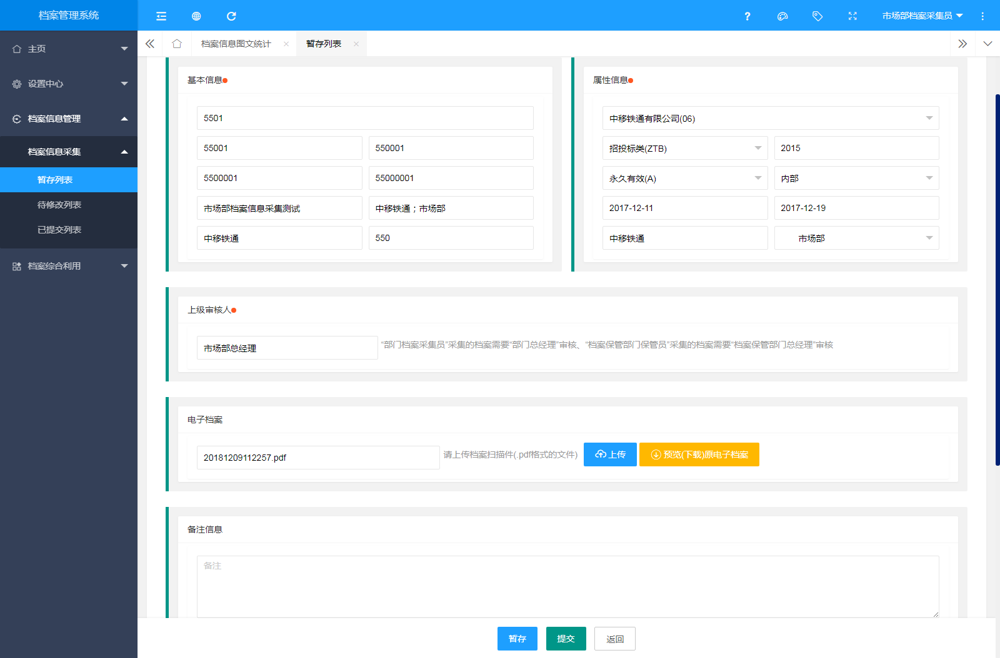 档案管理系统
?
市场部档案采集员
主页
设置中心
档案信息管理
档案信息采集
暂存列表
待修改列表
已提交列表
档案综合利用
档案信息图文统计
暂存列表
基本信息
5501
55001
550001
5500001
55000001
市场部档案信息采集测试
中移铁通；市场部
中移铁通
550
属性信息
中移铁通有限公司(06)
招投标类(ZTB)
2015
永久有效(A)
内部
2017-12-11
2017-12-19
中移铁通
市场部
上级审核人
市场部总经理
“部门档案采集员”采集的档案需要“部门总经理”审核、“档案保管部门保管员”采集的档案需要“档案保管部门总经理”审核
电子档案
20181209112257.pdf
请上传档案扫描件(.pdf格式的文件)
上传
预览(下载)原电子档案
备注信息
备注
暂存
提交
返回